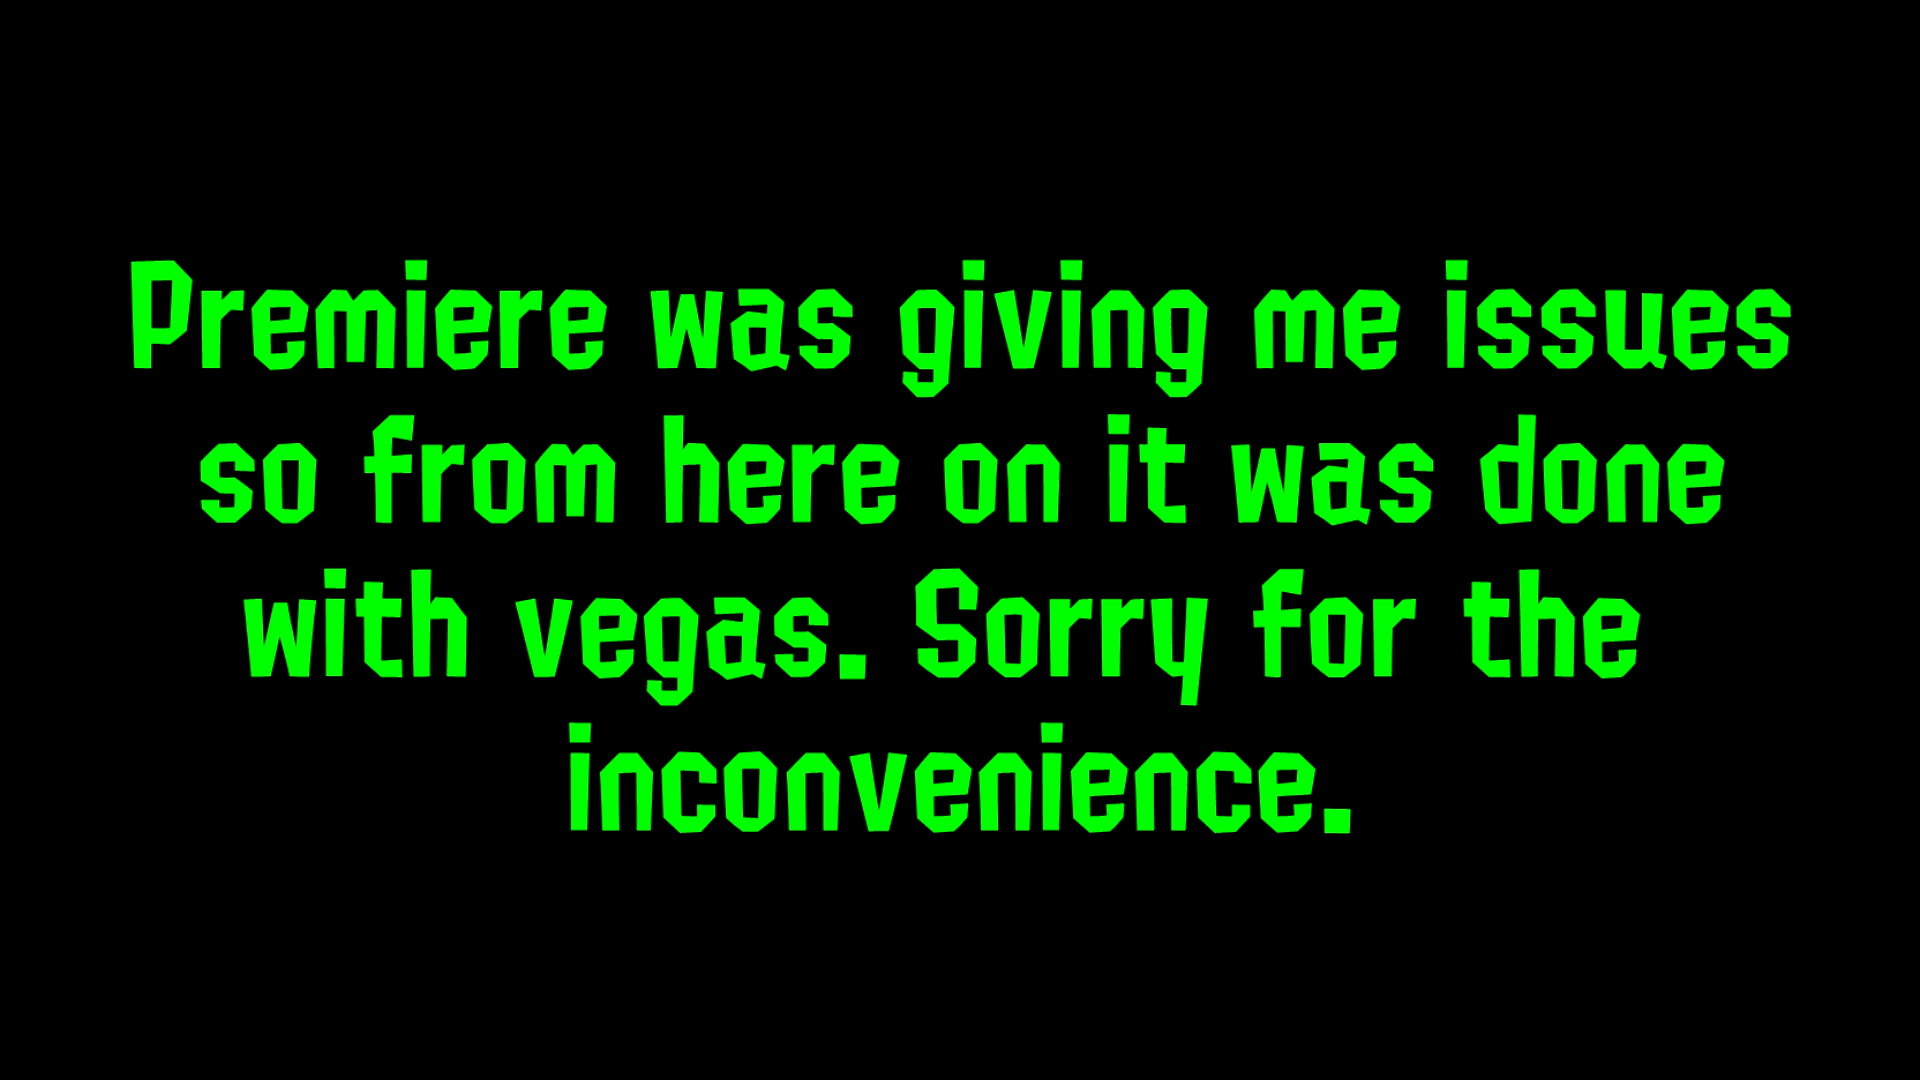 Premiere was giving me issues
so from here on it was done
with vegas. Sorry for the
inconvenience.